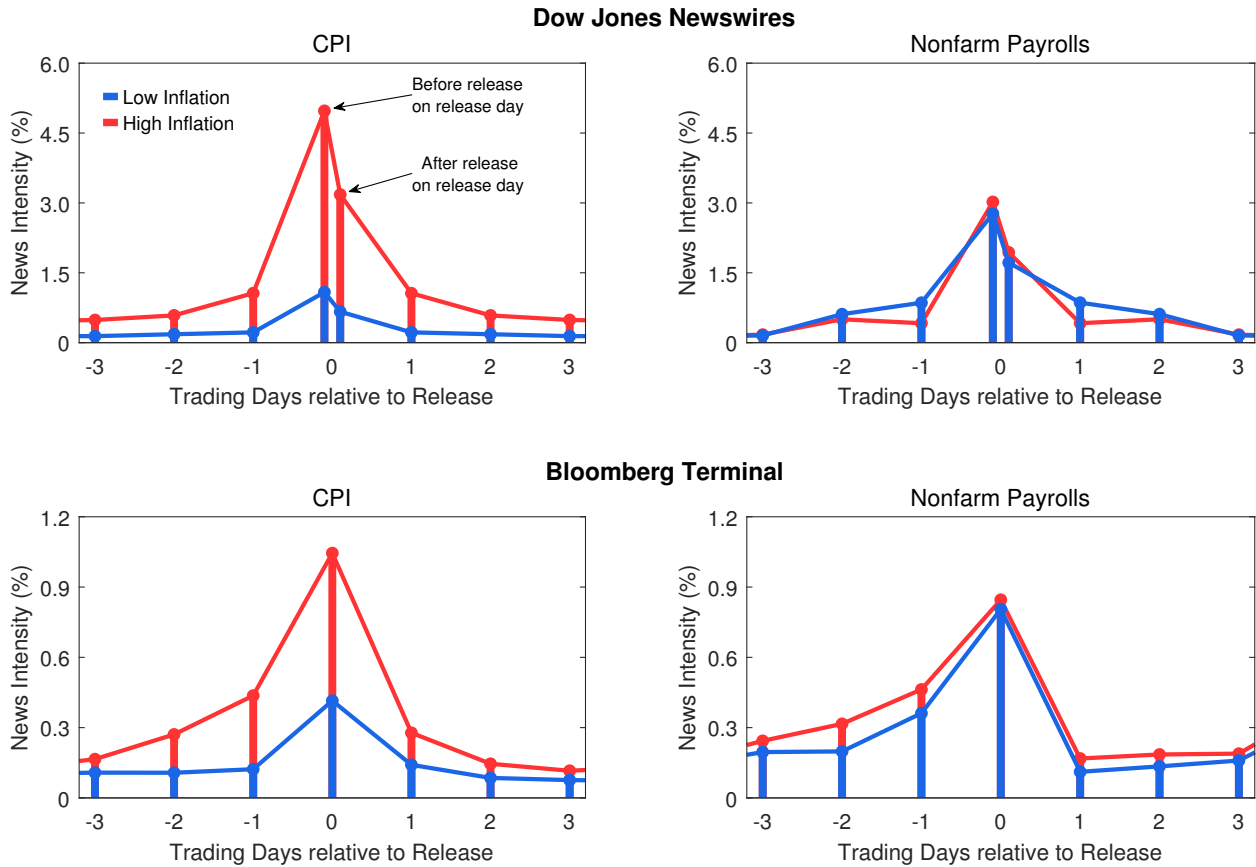 Dow Jones Newswires
CPI
6.0
4.5
3.0
1.5
0
News Intensity (%)
Low Inflation
High Inflation
Before release
on release day
After release
on release day
-3 -2 -1 0 1 2 3
Trading Days relative to Release
Nonfarm Payrolls
6.0
4.5
3.0
1.5
0
News Intensity (%)
-3 -2 -1 0 1 2 3
Trading Days relative to Release
Bloomberg Terminal
CPI
1.2
0.9
0.6
0.3
0
News Intensity (%)
-3 -2 -1 0 1 2 3
Trading Days relative to Release
Nonfarm Payrolls
1.2
0.9
0.6
0.3
0
News Intensity (%)
-3 -2 -1 0 1 2 3
Trading Days relative to Release